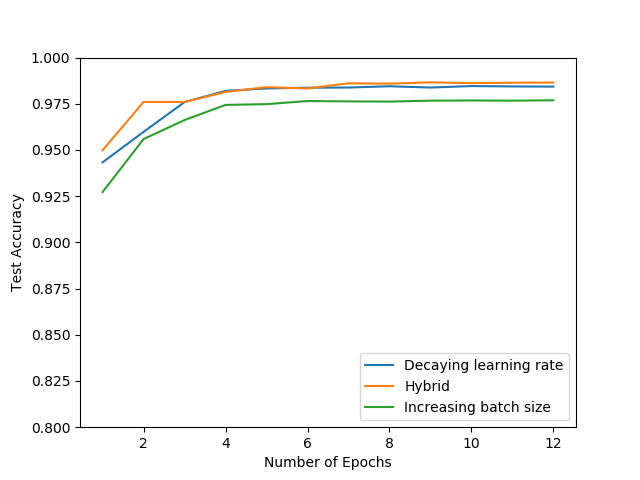 1.000
0.975
0.950
0.925
0.900
0.875
0.850
0.825
0.800
Test Accuracy
2 4 6 8 10 12
Number of Epochs
Decaying learning rate
Hybrid
Increasing batch size